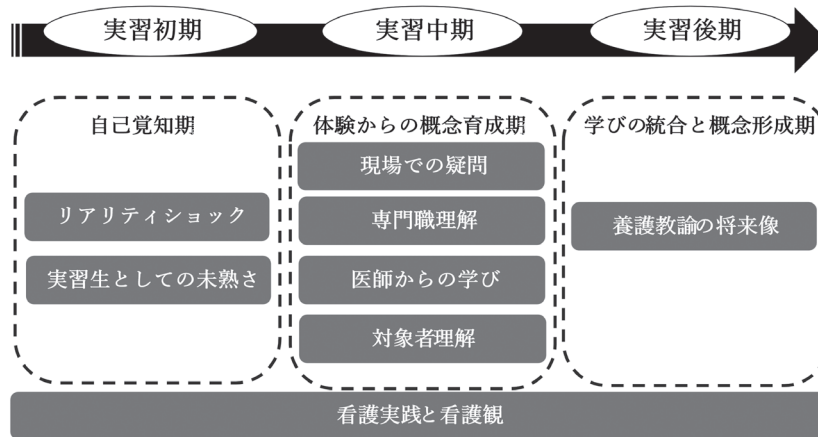 実習初期
実習中期
実習後期
自己覚知期
リアリティショック
実習生としての未熟さ
体験からの概念育成期
現場での疑問
専門職理解
医師からの学び
対象者理解
学びの統合と概念形成期
養護教諭の将来像
看護実践と看護観